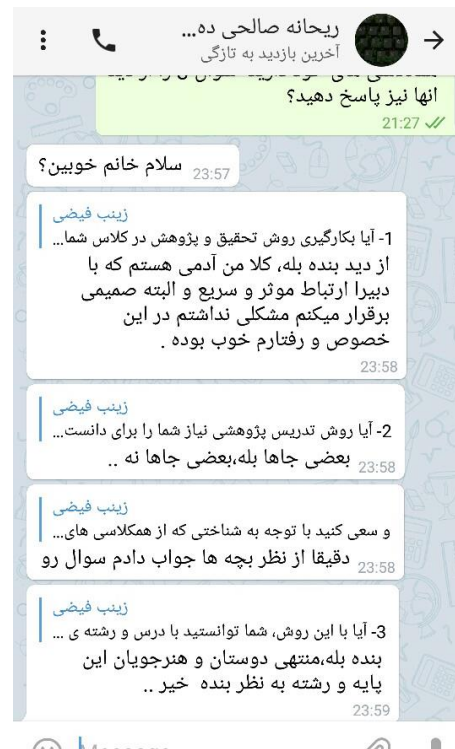 ریحانه صالحی ده...
آخرین بازدید به تازگی
انها نیز پاسخ دهید؟
21:27
سلام خانم خوبین؟
23:57
زینب فیضی
1- آیا بکارگیری روش تحقیق و پژوهش در کلاس شما...
از دید بنده بله، کلا من آدمی هستم که با
دبیرا ارتباط موثر و سریع و البته صمیمی
برقرار میکنم مشکلی نداشتم در این
خصوص و رفتارم خوب بوده .
23:58
زینب فیضی
2- آیا روش تدریس پژوهشی نیاز شما را برای دانست...
بعضی جاها بله،بعضی جاها نه ..
23:58
زینب فیضی
و سعی کنید با توجه به شناختی که از همکلاسی های...
دقیقا از نظر بچه ها جواب دادم سوال رو
23:58
زینب فیضی
3- آیا با این روش، شما توانستید با درس و رشته ی ...
بنده بله،منتهی دوستان و هنرجویان این
پایه و رشته به نظر بنده خیر ..
23:59